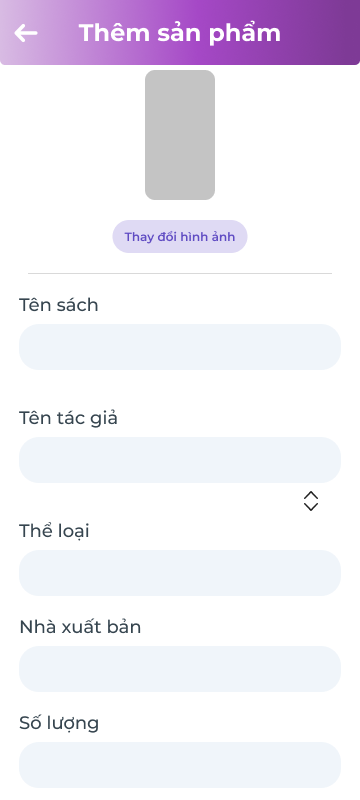 Thêm sản phẩm
Thay đổi hình ảnh
Tên sách
Tên tác giả
Thể loại
Nhà xuất bản
Số lượng